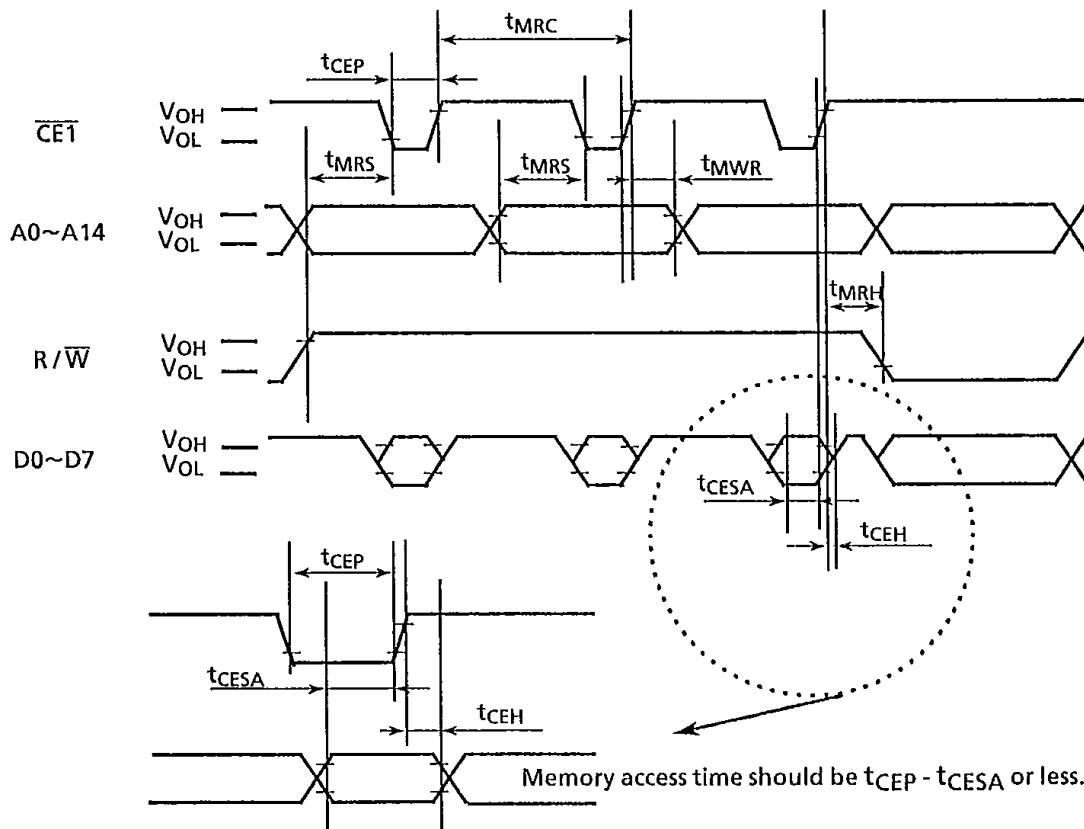 tMRC
tCEP
CE1
VOH
VOL
tMRS
tMRS
tMWR
A0~A14
VOH
VOL
tMRH
R/W
VOH
VOL
D0~D7
VOH
VOL
tCESA
tCEH
tCEP
tCESA
tCEH
Memory access time should be tCEP - tCESA or less.